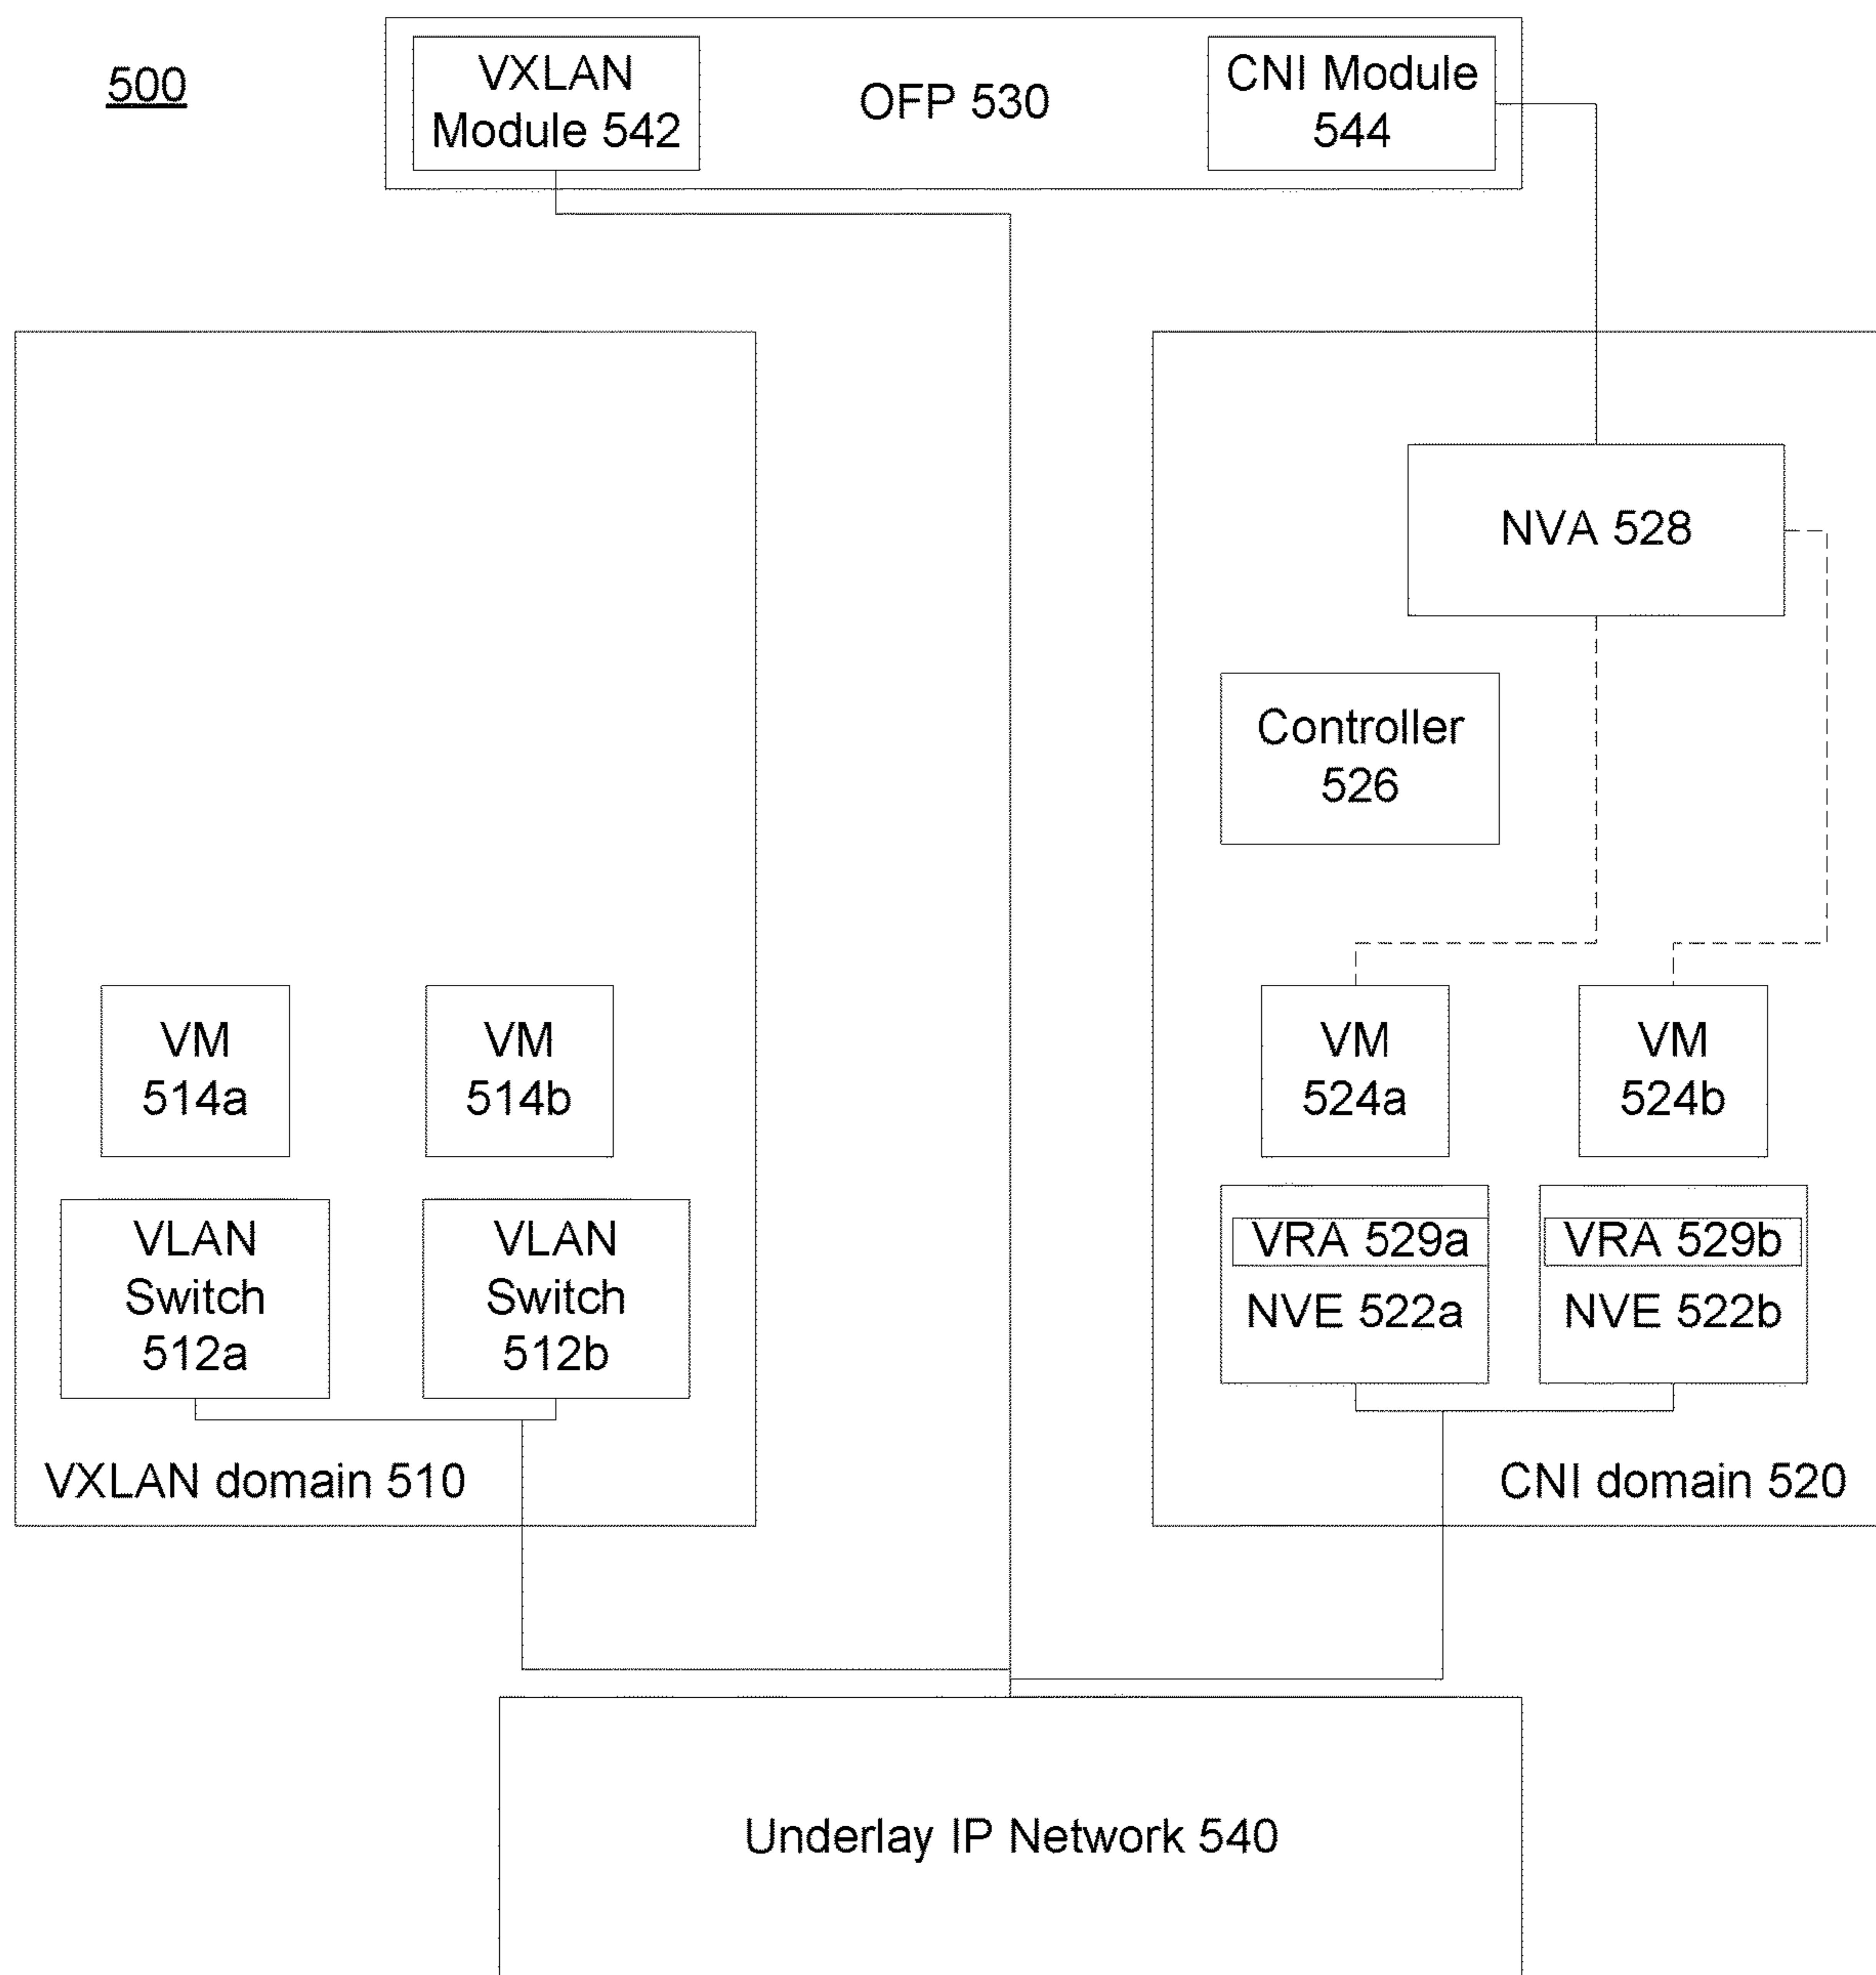 500
VXLAN
Module 542
OFP 530
CNI Module
544
NVA 528
Controller
526
VM
514a
VM
514b
VM
524a
VM
524b
VLAN
Switch
512a
VLAN
Switch
512b
VRA 529a
NVE 522a
VRA 529b
NVE 522b
VXLAN domain 510
CNI domain 520
Underlay IP Network 540